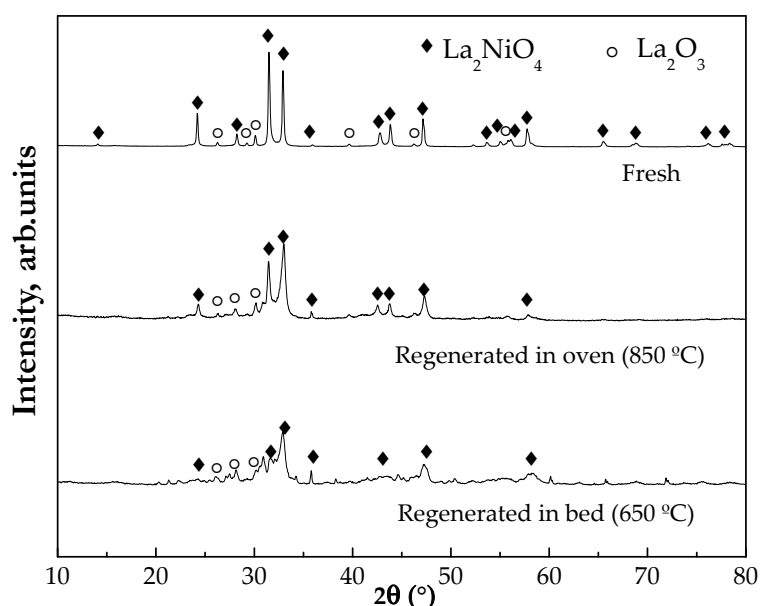 ◆ La₂NiO₄ ○ La₂O₃
Fresh
Regenerated in oven (850 ºC)
Regenerated in bed (650 ºC)
Intensity, arb.units
10 20 30 40 50 60 70 80
2θ (°)